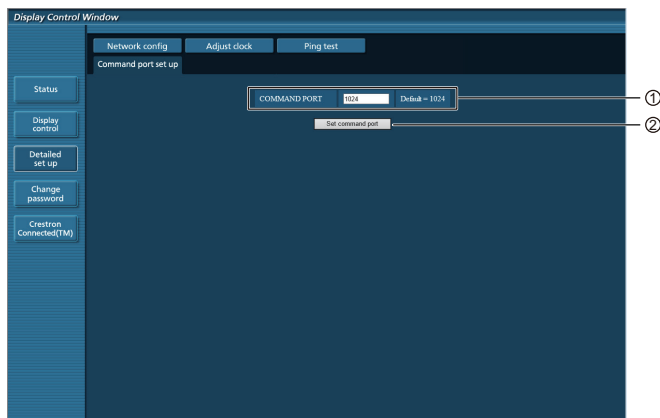 Display Control Window
Network config
Adjust clock
Ping test
Command port set up
Status
Display
control
Detailed
set up
Change
password
Crestron
Connected(TM)
COMMAND PORT 1024 Default = 1024
①
Set command port
②